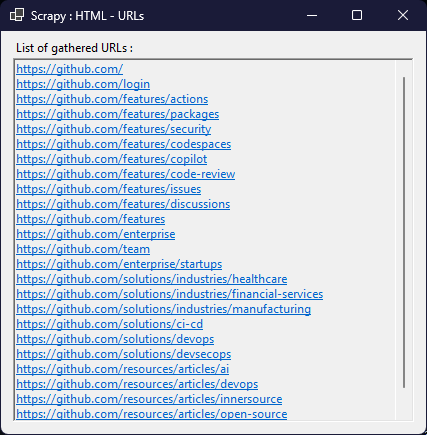 Scrapy : HTML - URLs
List of gathered URLs :
https://github.com/
https://github.com/login
https://github.com/features/actions
https://github.com/features/packages
https://github.com/features/security
https://github.com/features/codespaces
https://github.com/features/copilot
https://github.com/features/code-review
https://github.com/features/issues
https://github.com/features/discussions
https://github.com/features
https://github.com/enterprise
https://github.com/team
https://github.com/enterprise/startups
https://github.com/solutions/industries/healthcare
https://github.com/solutions/industries/financial-services
https://github.com/solutions/industries/manufacturing
https://github.com/solutions/ci-cd
https://github.com/solutions/devops
https://github.com/solutions/devsecops
https://github.com/resources/articles/ai
https://github.com/resources/articles/devops
https://github.com/resources/articles/innersource
https://github.com/resources/articles/open-source